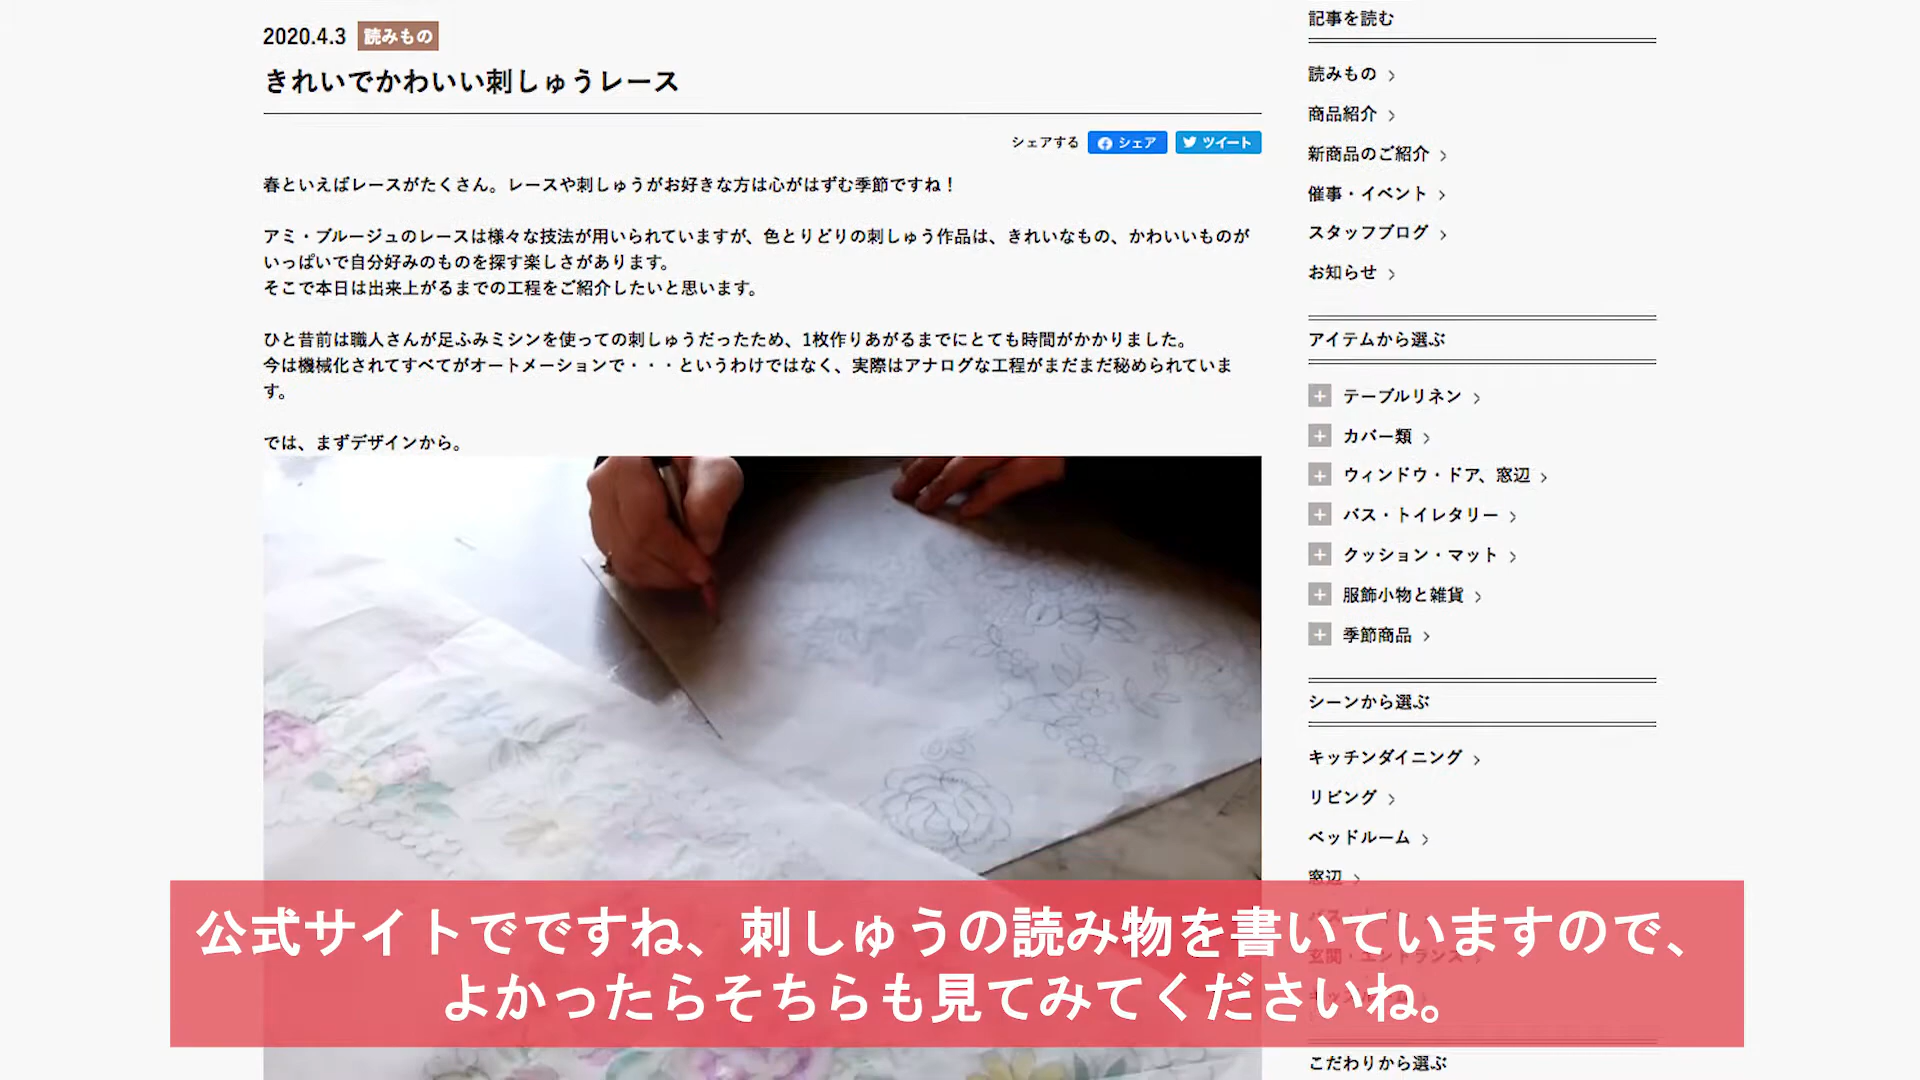 2020.4.3 読みもの
きれいでかわいい刺しゅうレース
シェアする シェア ツイート
春といえばレースがたくさん。レースや刺しゅうがお好きな方は心がはずむ季節ですね！
アミ・ブルージュのレースは様々な技法が用いられていますが、色とりどりの刺しゅう作品は、きれいなもの、かわいいものが
いっぱいで自分好みのものを探す楽しさがあります。
そこで本日は出来上がるまでの工程をご紹介したいと思います。
ひと昔前は職人さんが足ふみミシンを使っての刺しゅうだったため、1枚作りあがるまでにとても時間がかかりました。
今は機械化されてすべてがオートメーションで・・・というわけではなく、実際はアナログな工程がまだまだ秘められていま
す。
では、まずデザインから。
記事を読む
読みもの
商品紹介
新商品のご紹介
催事・イベント
スタッフブログ
お知らせ
アイテムから選ぶ
テーブルリネン
カバー類
ウィンドウ・ドア、窓辺
バス・トイレタリー
クッション・マット
服飾小物と雑貨
季節商品
シーンから選ぶ
キッチンダイニング
リビング
ベッドルーム
窓辺
玄関・エントランス
こだわりから選ぶ
公式サイトでですね、刺しゅうの読み物を書いていますので、
よかったらそちらも見てみてくださいね。